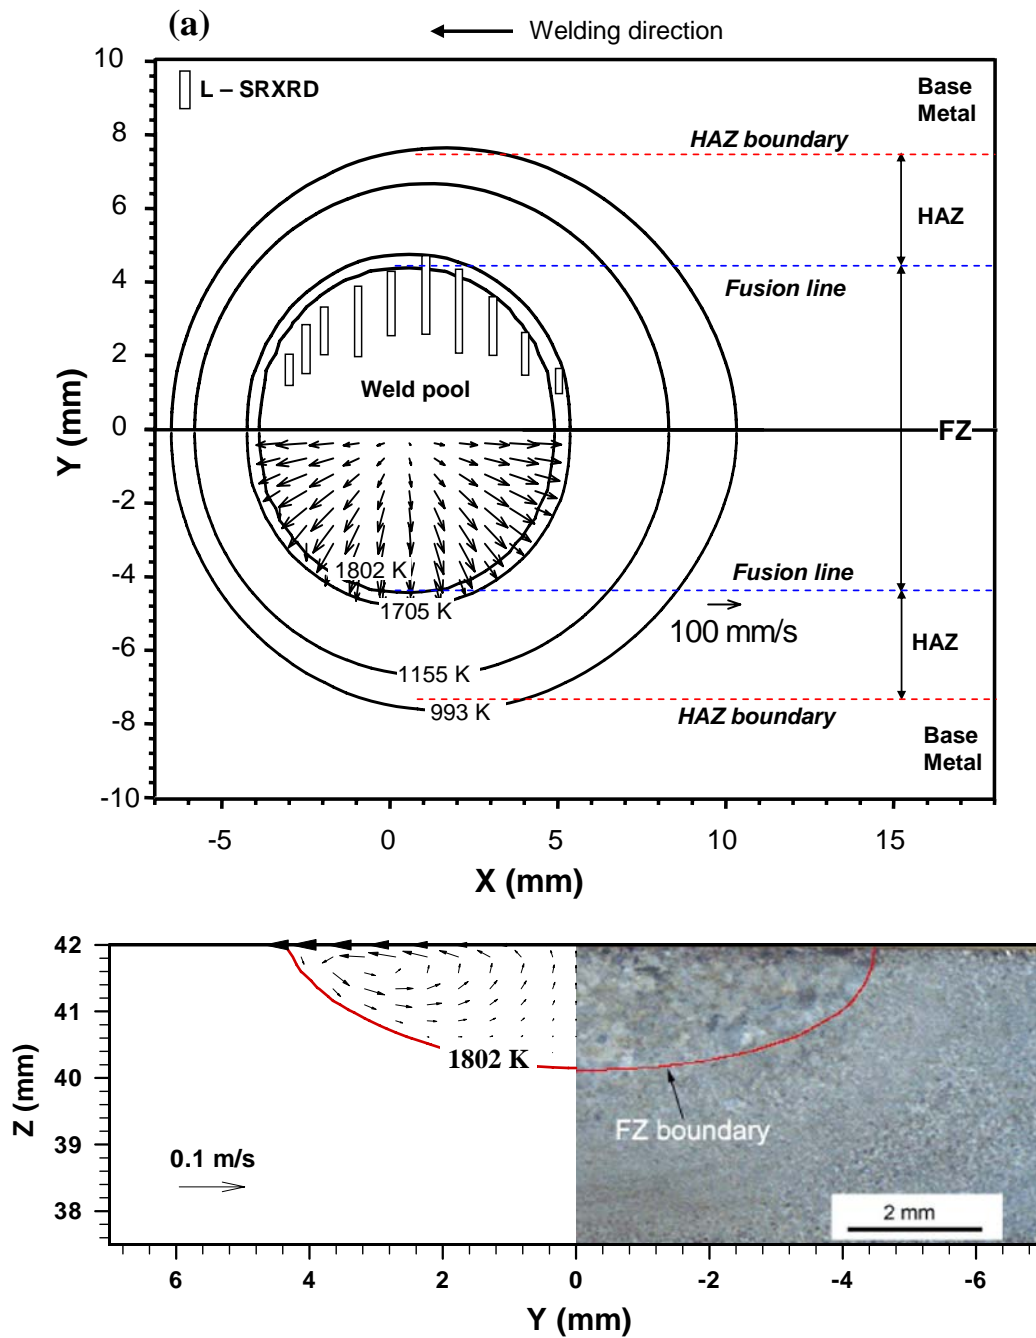 (a)
Welding direction
10
8
6
4
2
0
-2
-4
-6
-8
-10
Y (mm)
L – SRXRD
Base
Metal
HAZ boundary
HAZ
Fusion line
Weld pool
FZ
1802 K
Fusion line
1705 K
100 mm/s
HAZ
1155 K
993 K
HAZ boundary
Base
Metal
-5 0 5 10 15
X (mm)
42
41
40
39
38
Z (mm)
1802 K
FZ boundary
0.1 m/s
2 mm
6 4 2 0 -2 -4 -6
Y (mm)